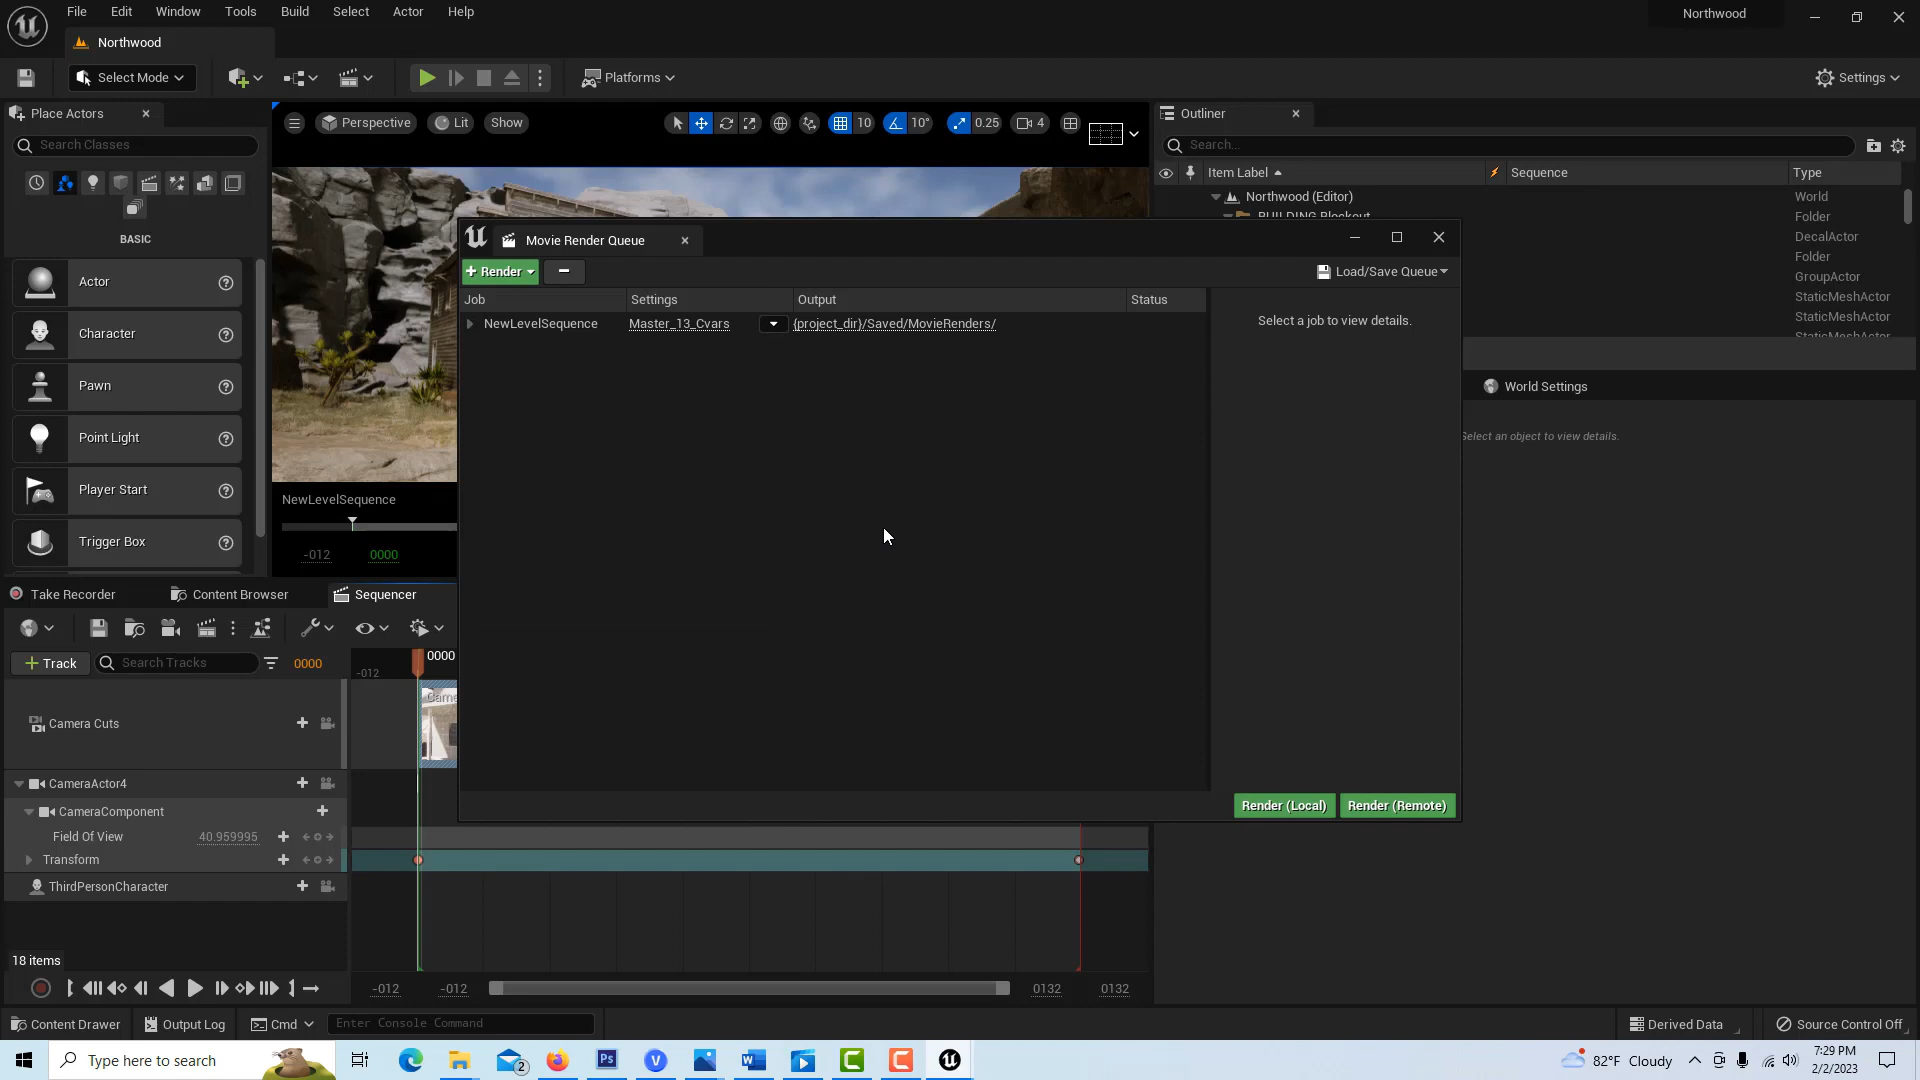 File Edit Window Tools Build Select Actor Help
Northwood
Northwood
Select Mode
Platforms
Settings
Place Actors
Search Classes
BASIC
Actor
Character
Pawn
Point Light
Player Start
Trigger Box
Perspective Lit Show
10 10° 0.25 4
Outliner
Search...
Item Label Sequence Type
Northwood (Editor) World
BUILDING Blockout Folder
DecalActor
Folder
GroupActor
StaticMeshActor
StaticMeshActor
StaticMeshActor
World Settings
Select an object to view details.
Movie Render Queue
Render
Load/Save Queue
Job Settings Output Status
NewLevelSequence Master_13_Cvars {project_dir}/Saved/MovieRenders/
Select a job to view details.
Render (Local) Render (Remote)
NewLevelSequence
-012 0000
Take Recorder Content Browser Sequencer
Track Search Tracks 0000
-012 0000
Camera Cuts
CameraActor4
CameraComponent
Field Of View 40.959995
Transform
ThirdPersonCharacter
18 items
-012 -012 0132 0132
Content Drawer Output Log Cmd Enter Console Command
Derived Data Source Control Off
Type here to search
Ps
2
82°F Cloudy
7:29 PM
2/2/2023